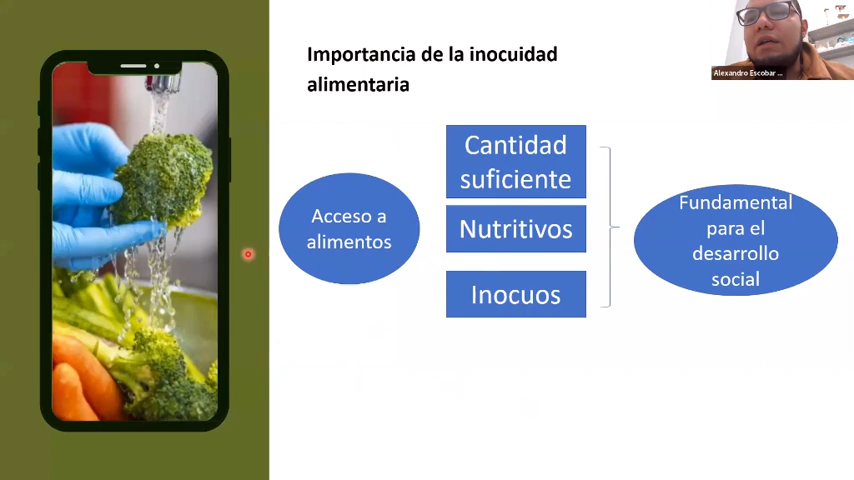 Importancia de la inocuidad
alimentaria
Alexandro Escobar ...
Acceso a
alimentos
Cantidad
suficiente
Nutritivos
Inocuos
Fundamental
para el
desarrollo
social